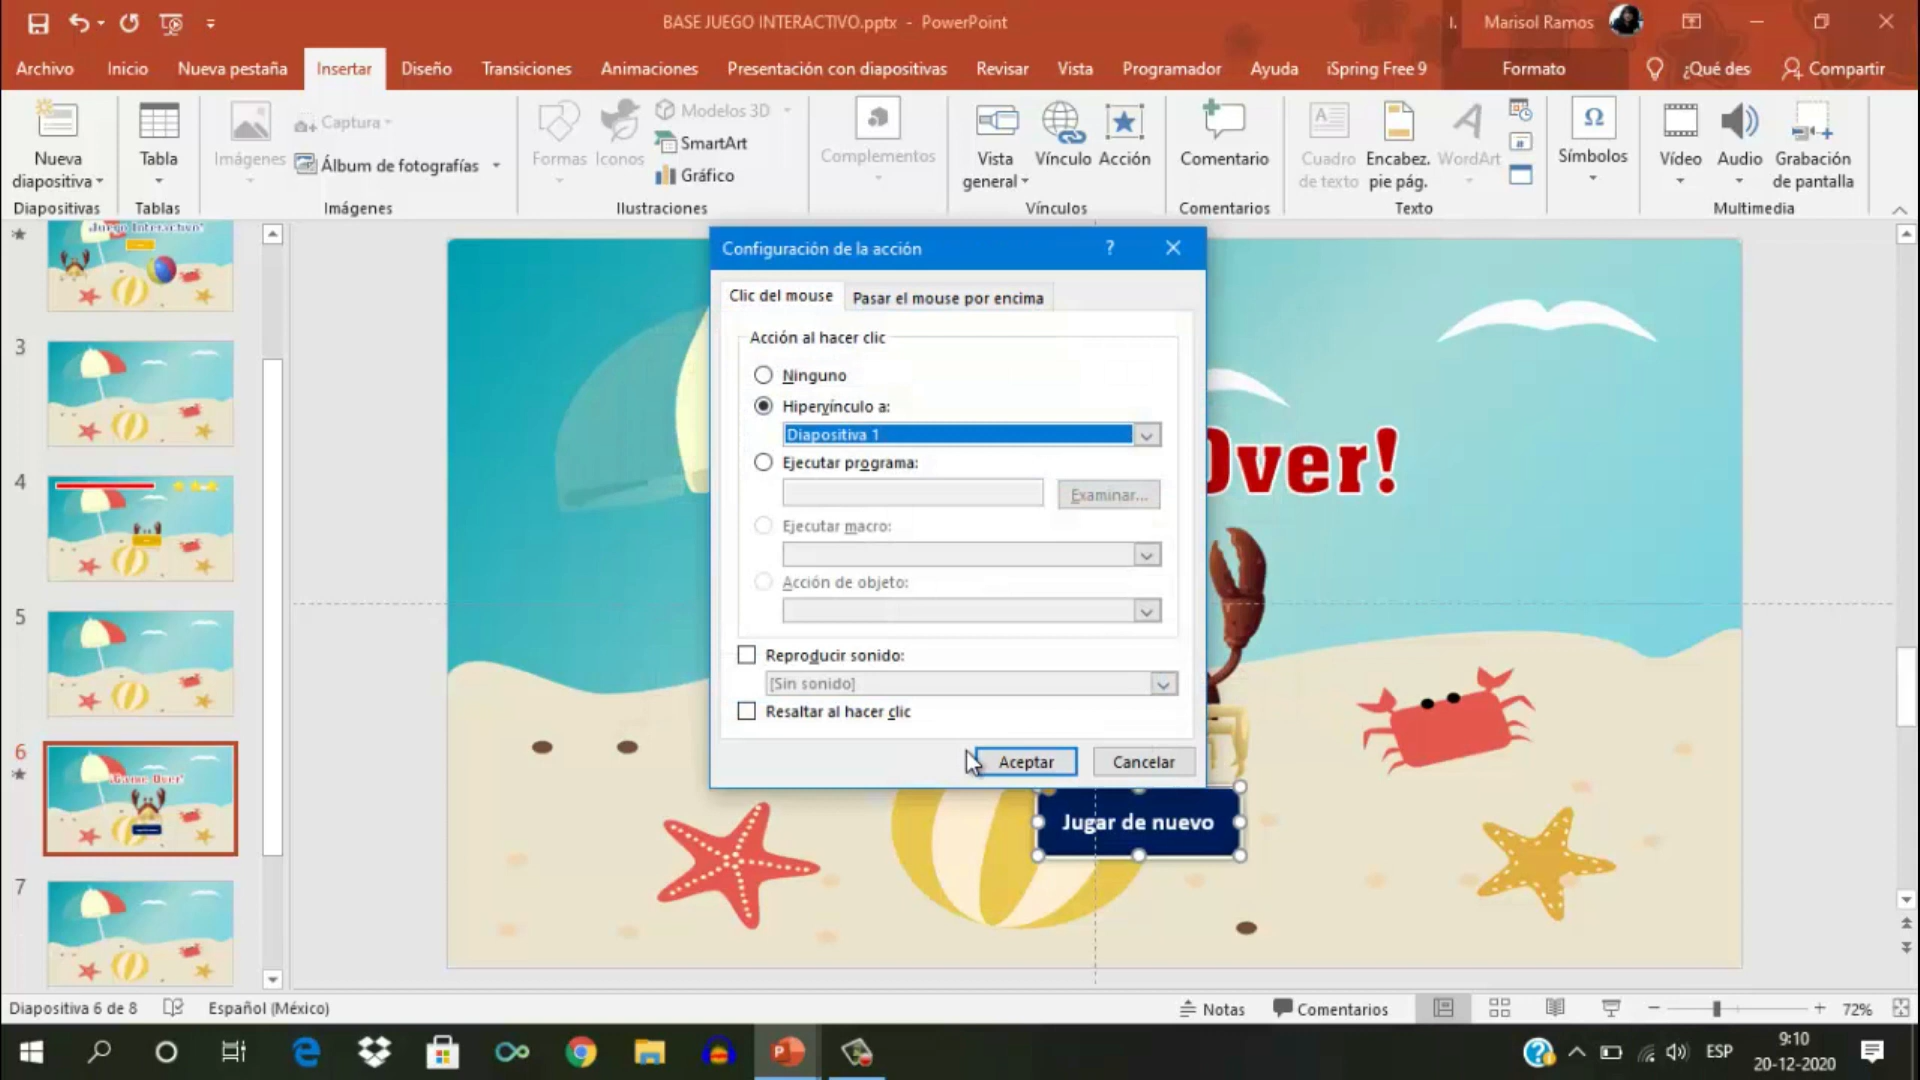 BASE JUEGO INTERACTIVO.pptx - PowerPoint
I.
Marisol Ramos
Archivo
Inicio
Nueva pestaña
Insertar
Diseño
Transiciones
Animaciones
Presentación con diapositivas
Revisar
Vista
Programador
Ayuda
iSpring Free 9
Formato
¿Qué des
Compartir
Nueva
diapositiva
Diapositivas
Tabla
Tablas
Imágenes
Captura
Álbum de fotografías
Imágenes
Formas
Iconos
Modelos 3D
SmartArt
Gráfico
Ilustraciones
Complementos
Vista
general
Vínculo
Acción
Vínculos
Comentario
Comentarios
Cuadro
de texto
Encabez.
pie pág.
WordArt
Texto
Símbolos
Vídeo
Audio
Grabación
de pantalla
Multimedia
¡Juego Interactivo!
3
4
5
6
¡Game Over!
7
Configuración de la acción
?
Clic del mouse
Pasar el mouse por encima
Acción al hacer clic
Ninguno
Hipervínculo a:
Diapositiva 1
Ejecutar programa:
Examinar...
Ejecutar macro:
Acción de objeto:
Reproducir sonido:
[Sin sonido]
Resaltar al hacer clic
Aceptar
Cancelar
Over!
Jugar de nuevo
Diapositiva 6 de 8
Español (México)
Notas
Comentarios
72%
ESP
9:10
20-12-2020